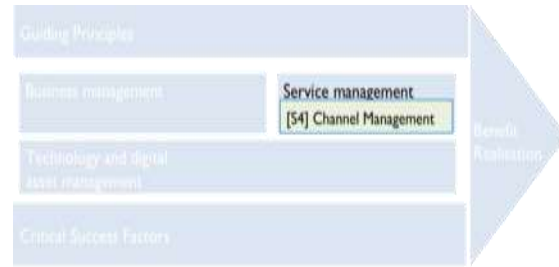 Guiding Principles
Business management
Service management
[S4] Channel Management
Technology and digital
asset management
Benefit
Realisation
Critical Success Factors